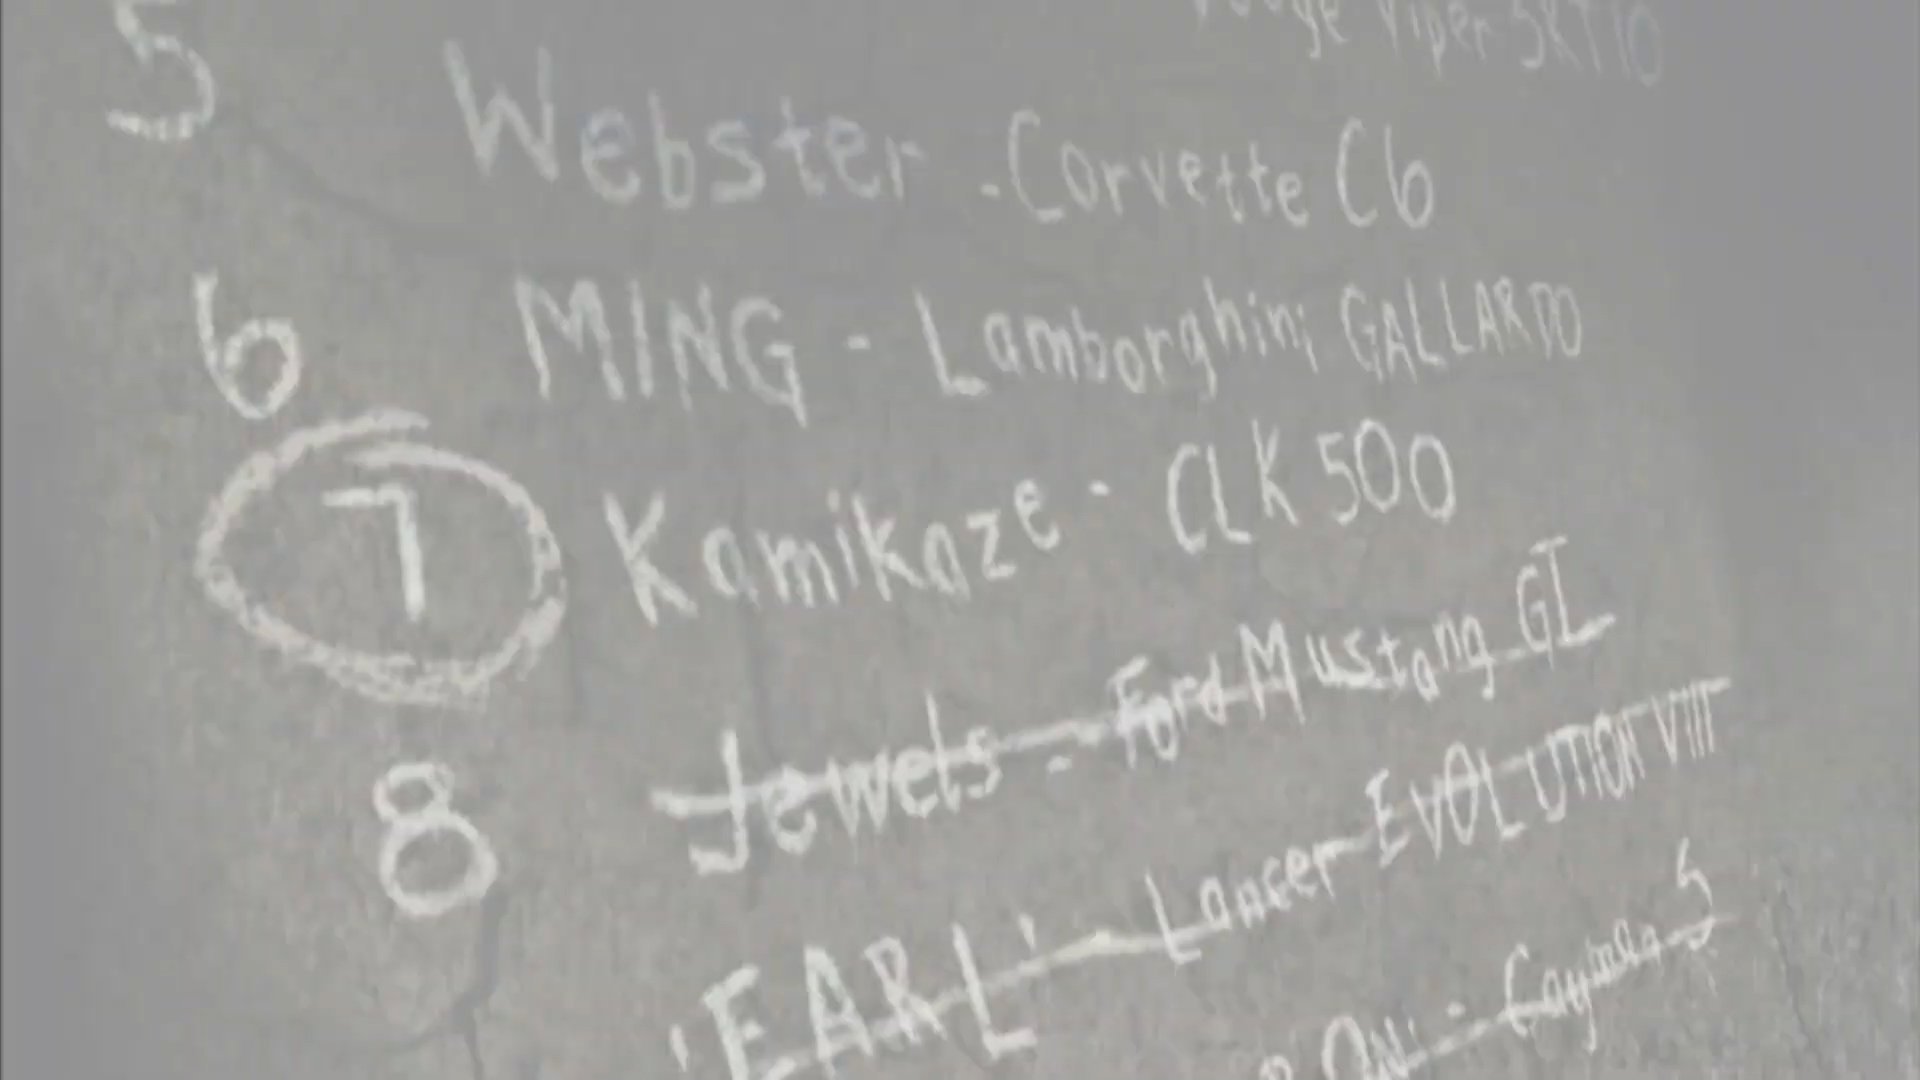 Viper SRT10
5 Webster - Corvette C6
6 MING - Lamborghini GALLARDO
7 Kamikaze - CLK 500
8 Jewels - Ford Mustang GT
'EARL' - Lancer EVOLUTION VIII
Cayman S